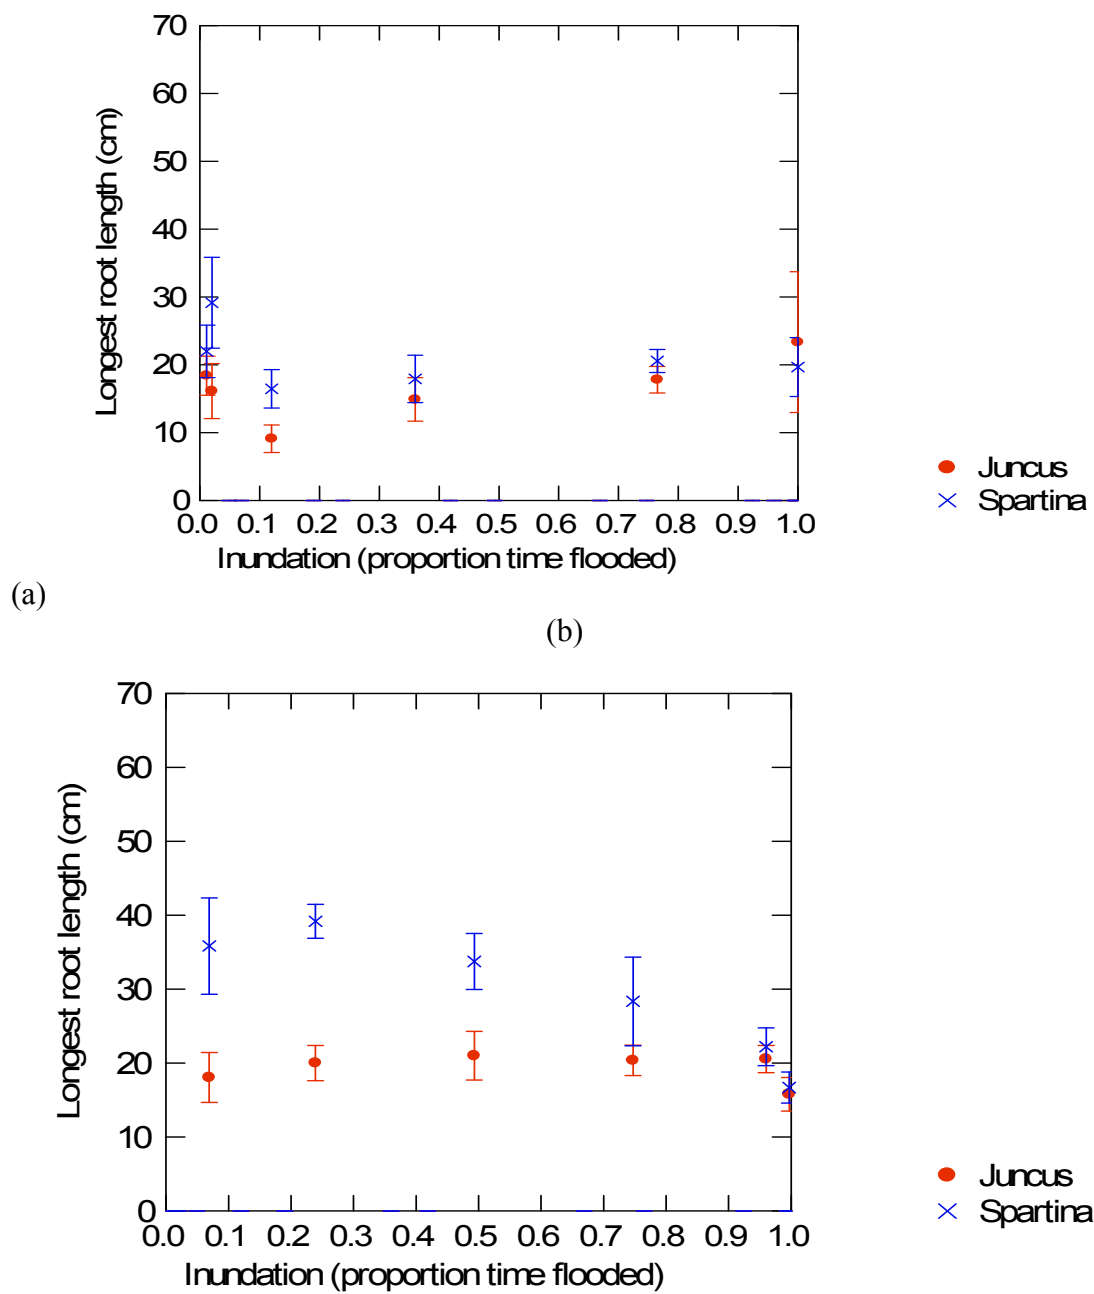 70
60
50
40
30
20
10
0
Longest root length (cm)
0.0 0.1 0.2 0.3 0.4 0.5 0.6 0.7 0.8 0.9 1.0
Inundation (proportion time flooded)
Juncus
Spartina
(a)
(b)
70
60
50
40
30
20
10
0
Longest root length (cm)
0.0 0.1 0.2 0.3 0.4 0.5 0.6 0.7 0.8 0.9 1.0
Inundation (proportion time flooded)
Juncus
Spartina